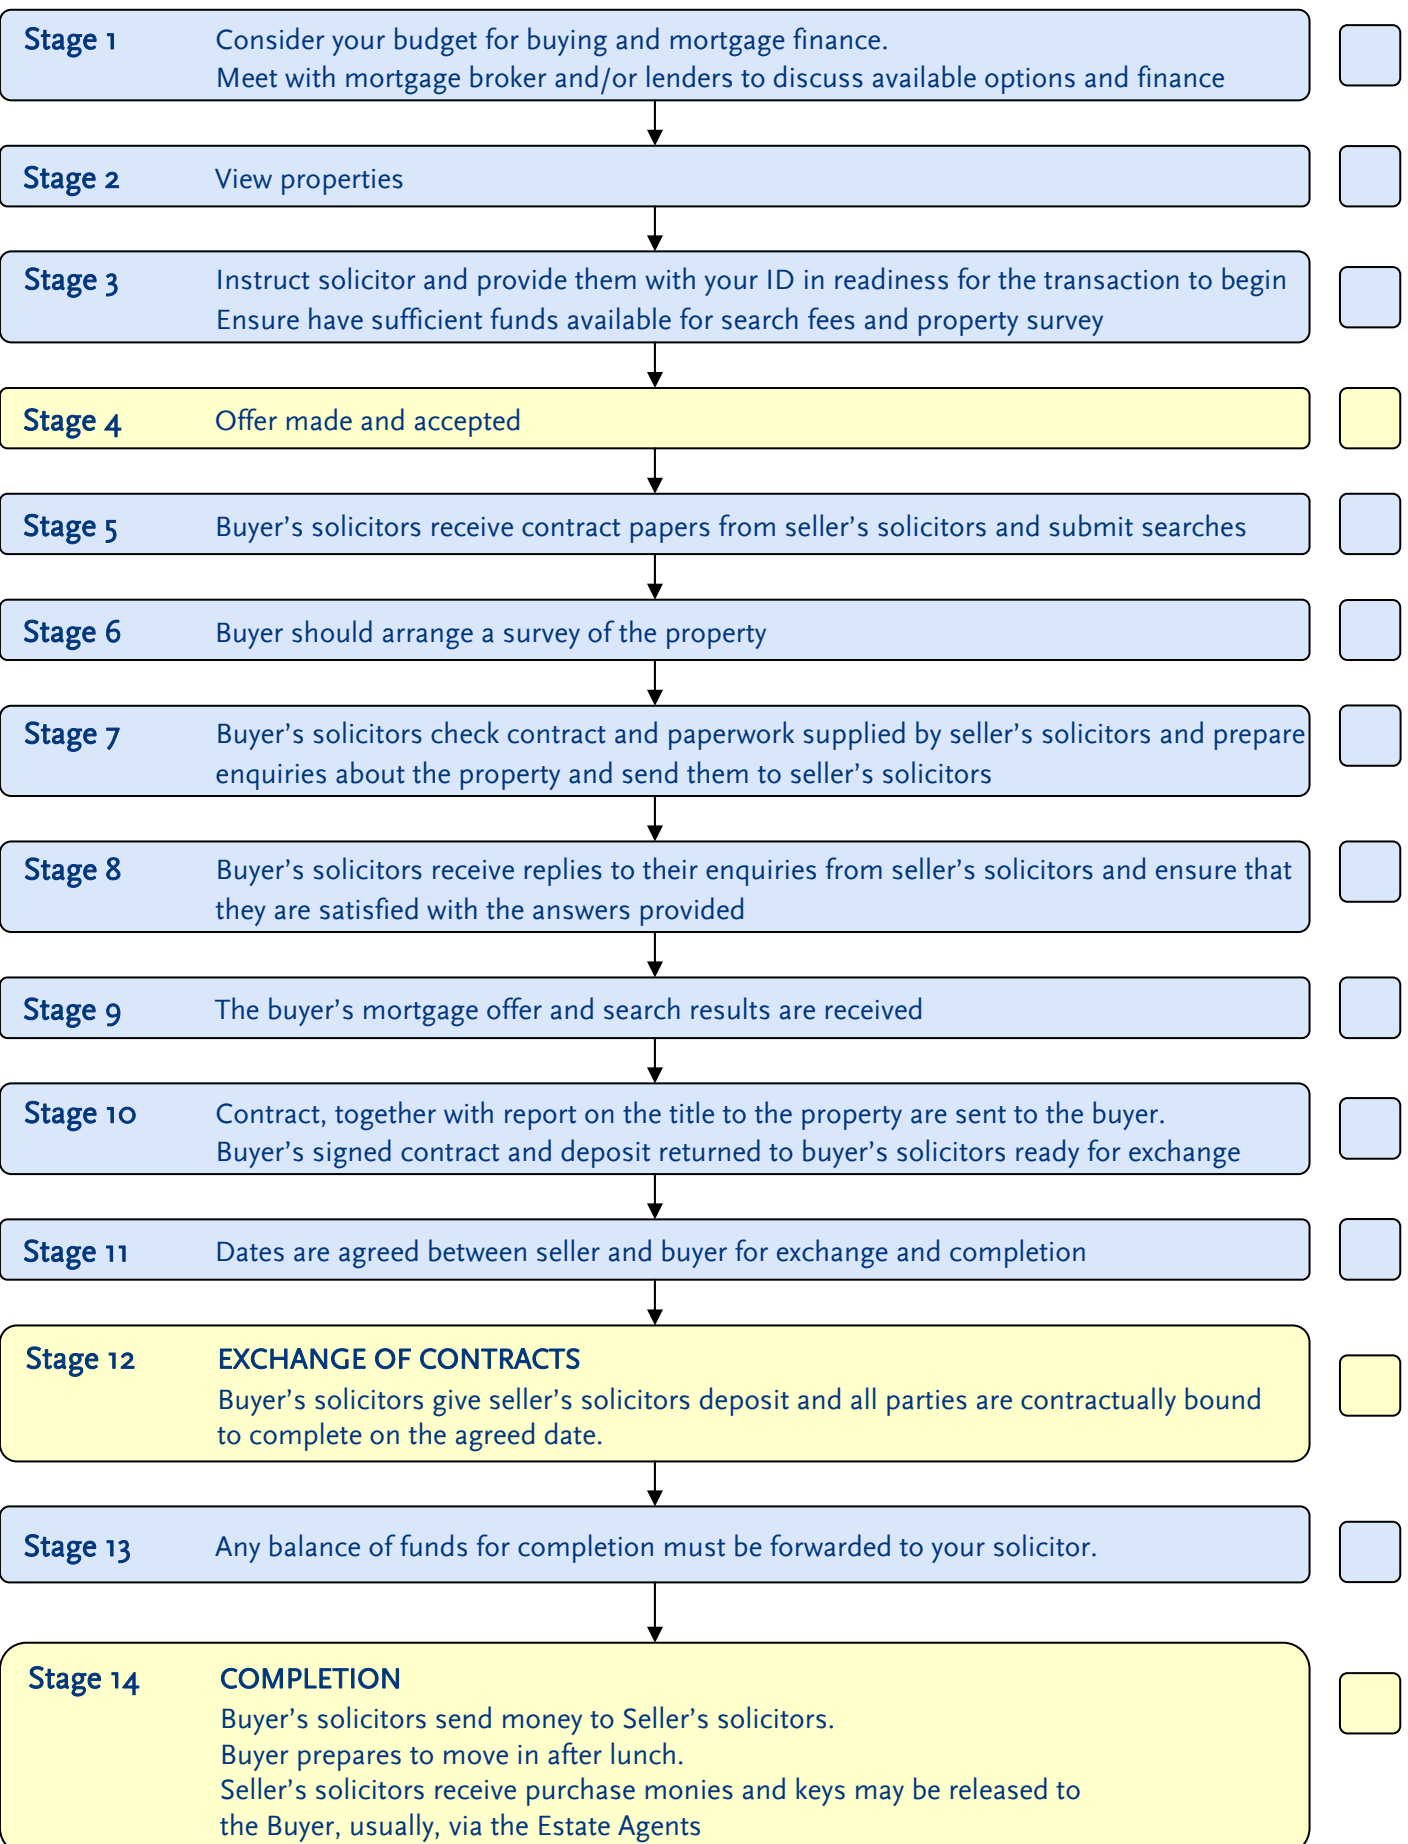 Stage 1 Consider your budget for buying and mortgage finance.
Meet with mortgage broker and/or lenders to discuss available options and finance
Stage 2 View properties
Stage 3 Instruct solicitor and provide them with your ID in readiness for the transaction to begin
Ensure have sufficient funds available for search fees and property survey
Stage 4 Offer made and accepted
Stage 5 Buyer’s solicitors receive contract papers from seller’s solicitors and submit searches
Stage 6 Buyer should arrange a survey of the property
Stage 7 Buyer’s solicitors check contract and paperwork supplied by seller’s solicitors and prepare
enquiries about the property and send them to seller’s solicitors
Stage 8 Buyer’s solicitors receive replies to their enquiries from seller’s solicitors and ensure that
they are satisfied with the answers provided
Stage 9 The buyer’s mortgage offer and search results are received
Stage 10 Contract, together with report on the title to the property are sent to the buyer.
Buyer’s signed contract and deposit returned to buyer’s solicitors ready for exchange
Stage 11 Dates are agreed between seller and buyer for exchange and completion
Stage 12 EXCHANGE OF CONTRACTS
Buyer’s solicitors give seller’s solicitors deposit and all parties are contractually bound
to complete on the agreed date.
Stage 13 Any balance of funds for completion must be forwarded to your solicitor.
Stage 14 COMPLETION
Buyer’s solicitors send money to Seller’s solicitors.
Buyer prepares to move in after lunch.
Seller’s solicitors receive purchase monies and keys may be released to
the Buyer, usually, via the Estate Agents